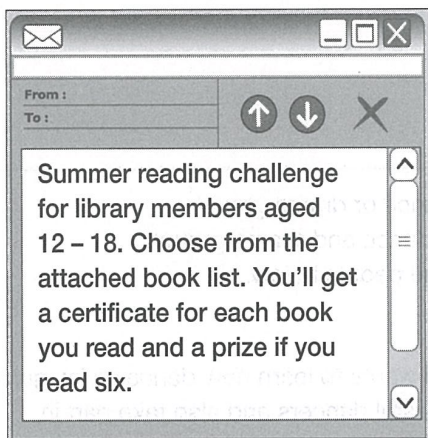 From :
To :
Summer reading challenge
for library members aged
12 – 18. Choose from the
attached book list. You'll get
a certificate for each book
you read and a prize if you
read six.